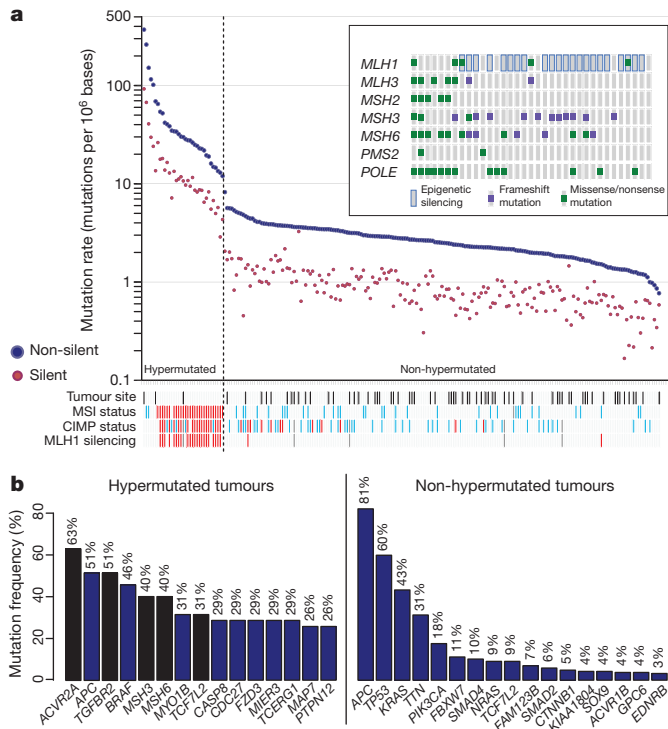 a
Mutation rate (mutations per 10^6 bases)
500
100
10
1
0.1
Non-silent
Silent
Hypermutated
Non-hypermutated
MLH1
MLH3
MSH2
MSH3
MSH6
PMS2
POLE
Epigenetic silencing
Frameshift mutation
Missense/nonsense mutation
Tumour site
MSI status
CIMP status
MLH1 silencing
b
Hypermutated tumours
Non-hypermutated tumours
Mutation frequency (%)
80
60
40
20
0
63%
51%
51%
46%
40%
40%
31%
31%
29%
29%
29%
29%
29%
26%
26%
ACVR2A
APC
TGFBR2
BRAF
MSH3
MSH6
MYO1B
TCF7L2
CASP8
CDC27
FZD3
MIER3
TCERG1
MAP7
PTPN12
81%
60%
43%
31%
18%
11%
10%
9%
9%
7%
6%
5%
4%
4%
4%
4%
3%
APC
TP53
KRAS
TTN
PIK3CA
FBXW7
SMAD4
NRAS
TCF7L2
FAM123B
SMAD2
CTNNB1
KIAA1804
SOX9
ACVR1B
GPC6
EDNRB